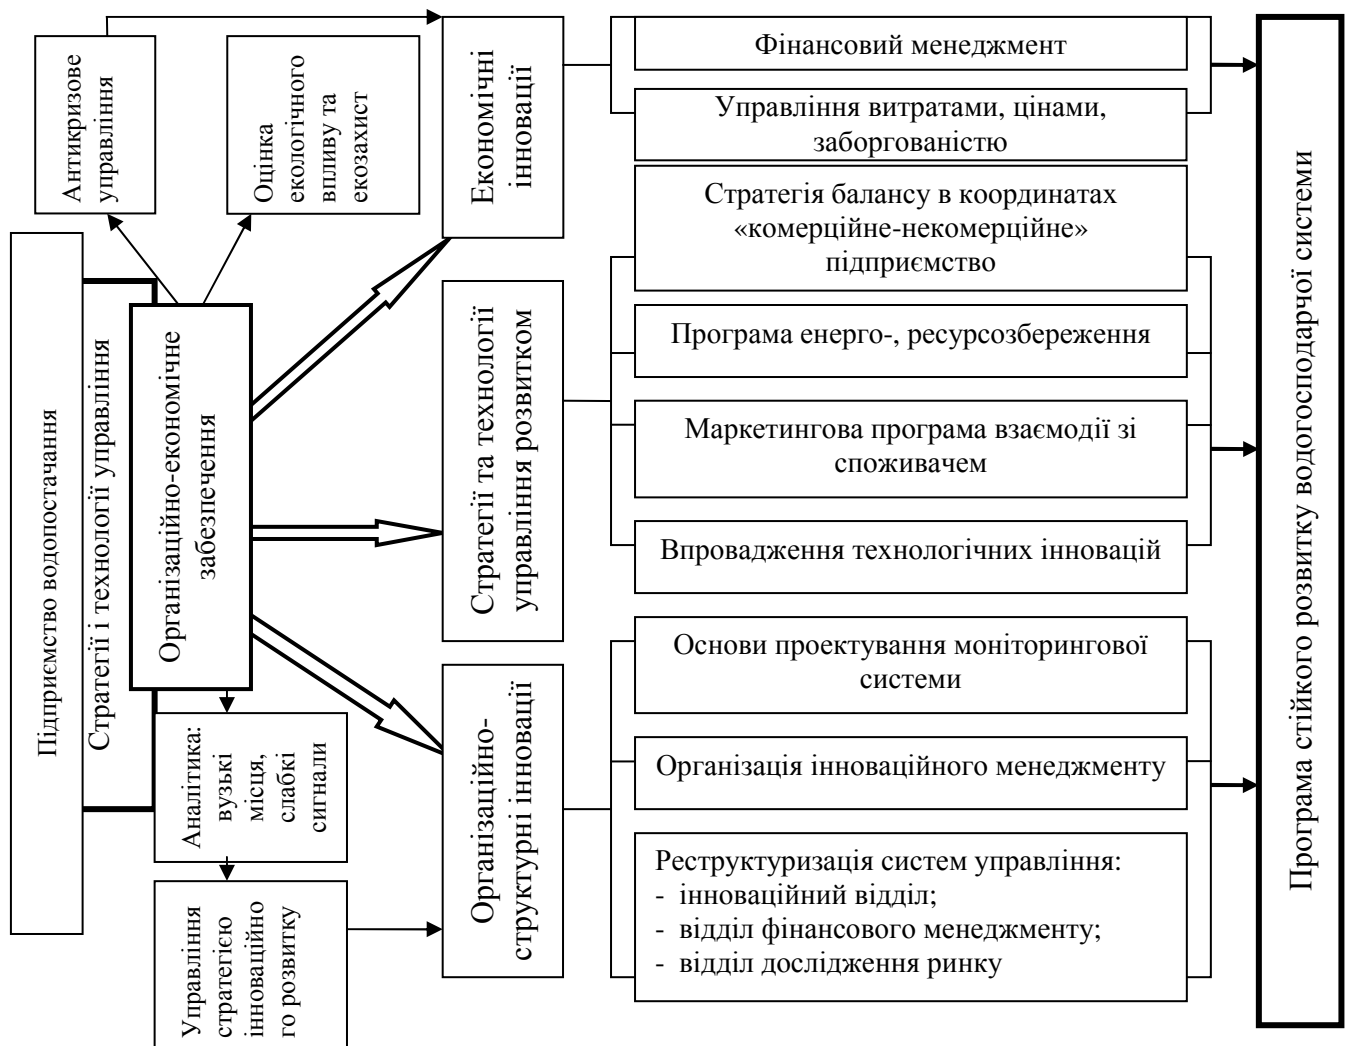 Підприємство водопостачання
Стратегії і технології управління
Антикризове
управління
Оцінка
екологічного
впливу та
екозахист
Організаційно-економічне
забезпечення
Аналітика:
вузькі
місця,
слабкі
сигнали
Управління
стратегією
інноваційно
го розвитку
Економічні
інновації
Стратегії та технології
управління розвитком
Організаційно-
структурні інновації
Фінансовий менеджмент
Управління витратами, цінами,
заборгованістю
Стратегія балансу в координатах
«комерційне-некомерційне»
підприємство
Програма енерго-, ресурсозбереження
Маркетингова програма взаємодії зі
споживачем
Впровадження технологічних інновацій
Основи проектування моніторингової
системи
Організація інноваційного менеджменту
Реструктуризація систем управління:
- інноваційний відділ;
- відділ фінансового менеджменту;
- відділ дослідження ринку
Програма стійкого розвитку водогосподарчої системи